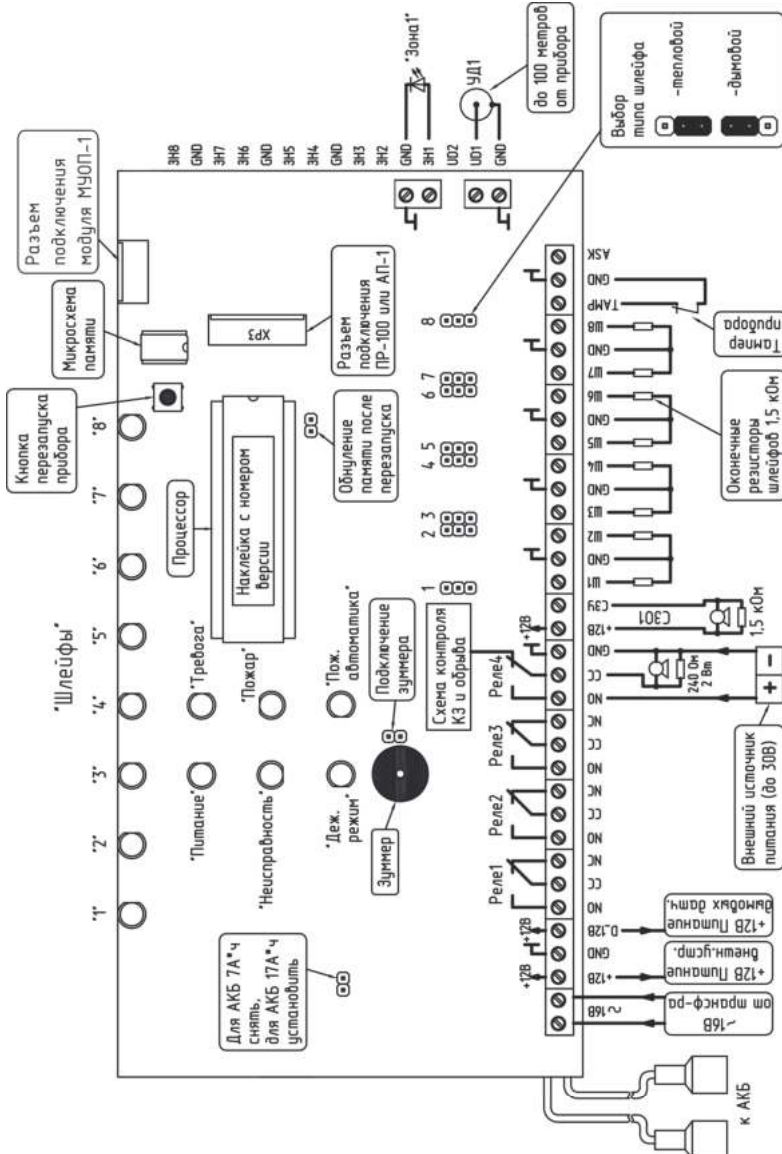 "Шлейфы"
"1"
"2"
"3"
"4"
"5"
"6"
"7"
"8"
Кнопка
перезапуска
прибора
Микросхема
памяти
Разъем
подключения
модуля МУОП-1
"Питание"
"Тревога"
"Неисправность"
"Пожар"
"Деж.
режим"
"Пож.
автоматика"
Процессор
Наклейка с номером
версии
ХР3
Разъем
подключения
ПР-100 или АП-1
Обнуление
памяти после
перезапуска
Для АКБ 7А*ч
снять,
для АКБ 17А*ч
установить
Зуммер
Подключение
зуммера
Схема контроля
КЗ и обрыва
1
2 3
4 5
6 7
8
ЗН8
GND
ЗН7
ЗН6
GND
ЗН5
ЗН4
GND
ЗН3
ЗН2
GND
ЗН1
UD2
UD1
GND
"Зона1"
УД1
до 100 метров
от прибора
Выбор
типа шлейфа
-тепловой
-дымовой
+12В
+12В
Реле1
Реле2
Реле3
Реле4
+12В
~ 16В
+12В
GND
D_12В
NO
CC
NC
NO
CC
NC
NO
CC
NC
NO
CC
GND
+12В
СЗУ
Ш1
GND
Ш2
Ш3
GND
Ш4
Ш5
GND
Ш6
Ш7
GND
Ш8
TAMP
GND
ASK
к АКБ
~16В
от трансф-ра
+12В Питание
внешн.устр.
+12В Питание
дымовых датч.
240 Ом
2 Вт
СЗО1
1,5 кОм
+
−
Внешний источник
питания (до 30В)
Оконечные
резисторы
шлейфов 1,5 кОм
Тампер
прибора